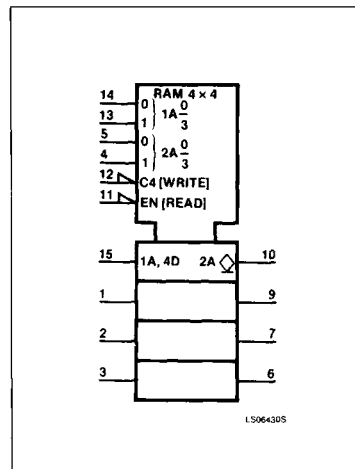 RAM 4 × 4
14 0 1A 0/3
13 1
5 0 2A 0/3
4 1
12 C4 [WRITE]
11 EN [READ]
15 1A, 4D 2A 10
1 9
2 7
3 6
LS06430S